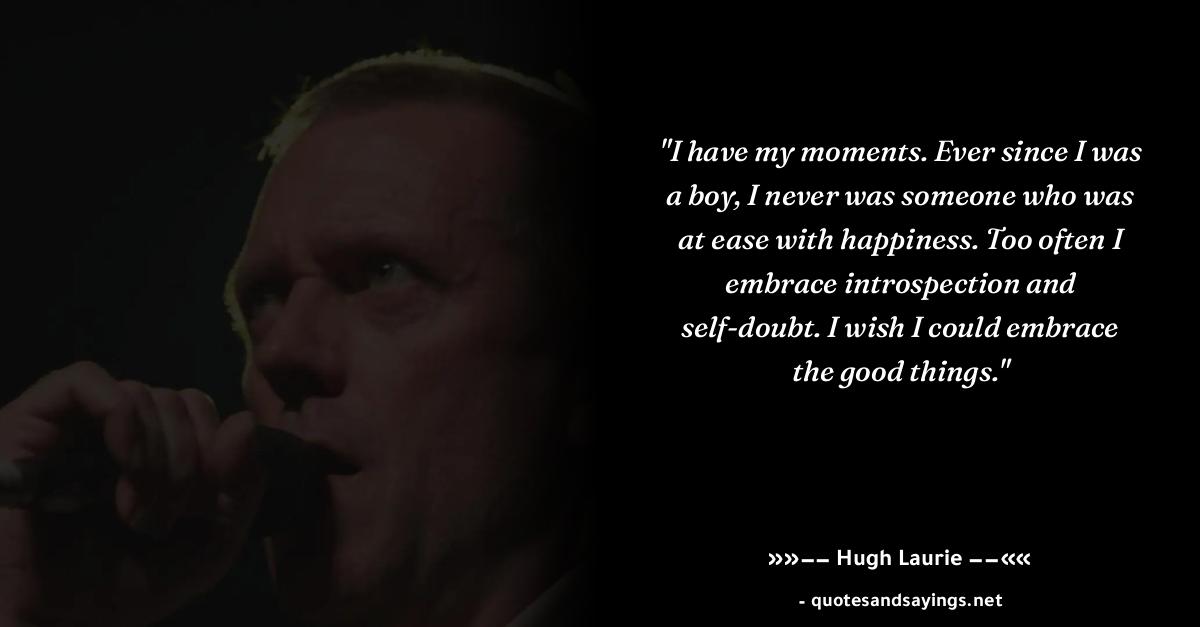 "I have my moments. Ever since I was
a boy, I never was someone who was
at ease with happiness. Too often I
embrace introspection and
self-doubt. I wish I could embrace
the good things."
»»−− Hugh Laurie −−««
- quotesandsayings.net